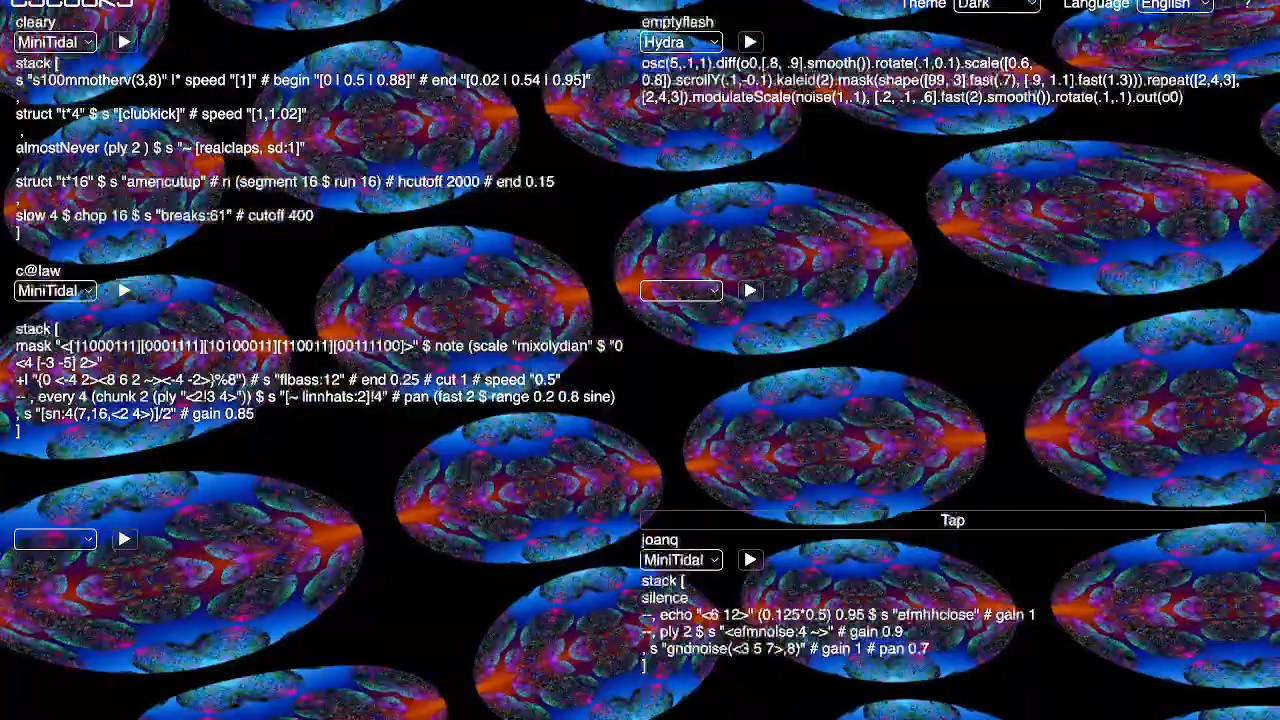 Theme Dark Language English ?
cleary
MiniTidal
stack [
s "s100mmotherv(3,8)" |* speed "[1]" # begin "[0 | 0.5 | 0.88]" # end "[0.02 | 0.54 | 0.95]"
,
struct "t*4" $ s "[clubkick]" # speed "[1,1.02]"
,
almostNever (ply 2 ) $ s "~ [realclaps, sd:1]"
,
struct "t*16" $ s "amencutup" # n (segment 16 $ run 16) # hcutoff 2000 # end 0.15
,
slow 4 $ chop 16 $ s "breaks:61" # cutoff 400
]
emptyflash
Hydra
osc(5,.1,1).diff(o0,[.8, .9].smooth()).rotate(.1,0.1).scale([0.6,
0.8]).scrollY(.1,-0.1).kaleid(2).mask(shape([99, 3].fast(.7), [.9, 1.1].fast(1.3))).repeat([2,4,3],
[2,4,3]).modulateScale(noise(1,.1), [.2, .1, .6].fast(2).smooth()).rotate(.1,.1).out(o0)
c@law
MiniTidal
stack [
mask "<[11000111][0001111][10100011][110011][00111100]>" $ note (scale "mixolydian" $ "0
<4 [-3 -5] 2>"
+| "{0 <-4 2><8 6 2 ~><-4 -2>}%8") # s "flbass:12" # end 0.25 # cut 1 # speed "0.5"
-- , every 4 (chunk 2 (ply "<2!3 4>")) $ s "[~ linnhats:2]!4" # pan (fast 2 $ range 0.2 0.8 sine)
, s "[sn:4(7,16,<2 4>)]/2" # gain 0.85
]
Tap
joanq
MiniTidal
stack [
silence
--, echo "<6 12>" (0.125*0.5) 0.95 $ s "efmhhclose" # gain 1
--, ply 2 $ s "<efmnoise:4 ~>" # gain 0.9
, s "gndnoise(<3 5 7>,8)" # gain 1 # pan 0.7
]